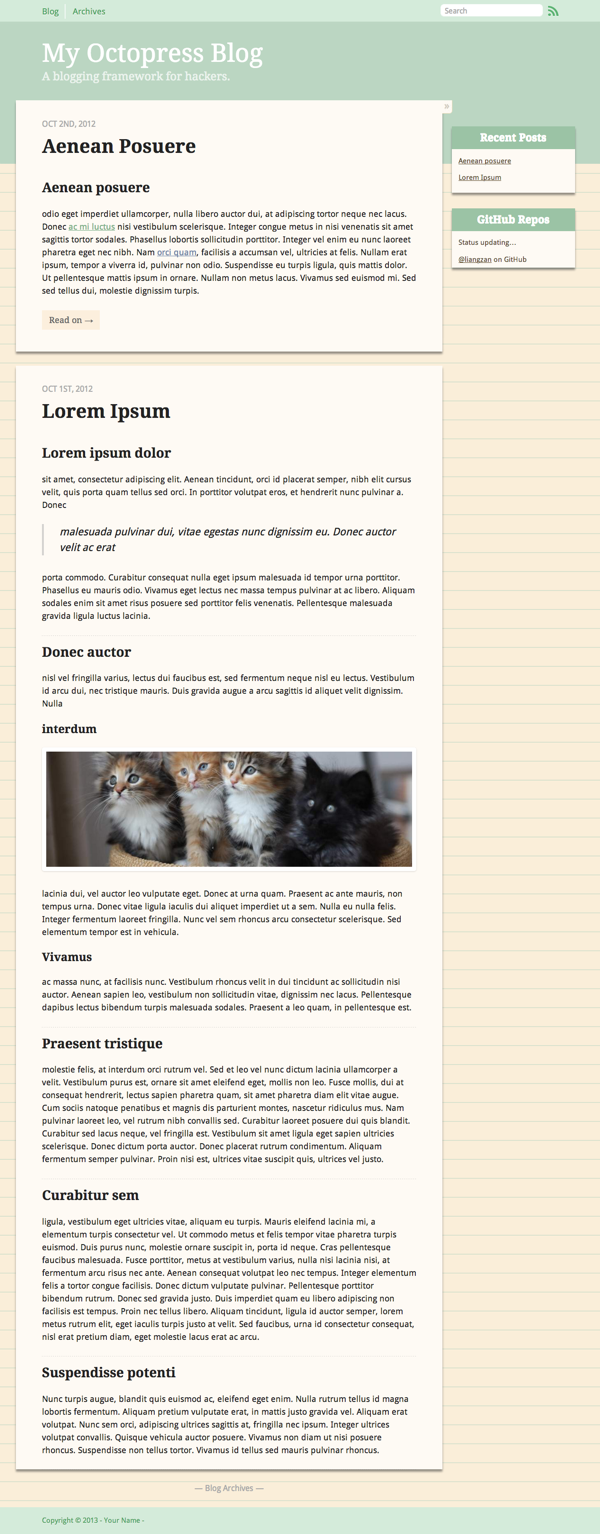 Blog
Archives
Search
My Octopress Blog
A blogging framework for hackers.
»
OCT 2ND, 2012
Aenean Posuere
Aenean posuere
odio eget imperdiet ullamcorper, nulla libero auctor dui, at adipiscing tortor neque nec lacus.
Donec ac mi luctus nisi vestibulum scelerisque. Integer congue metus in nisi venenatis sit amet
sagittis tortor sodales. Phasellus lobortis sollicitudin porttitor. Integer vel enim eu nunc laoreet
pharetra eget nec nibh. Nam orci quam, facilisis a accumsan vel, ultricies at felis. Nullam erat
ipsum, tempor a viverra id, pulvinar non odio. Suspendisse eu turpis ligula, quis mattis dolor.
Ut pellentesque mattis ipsum in ornare. Nullam non metus lacus. Vivamus sed euismod mi. Sed
sed tellus dui, molestie dignissim turpis.
Read on →
Recent Posts
Aenean posuere
Lorem Ipsum
GitHub Repos
Status updating...
@liangzan on GitHub
OCT 1ST, 2012
Lorem Ipsum
Lorem ipsum dolor
sit amet, consectetur adipiscing elit. Aenean tincidunt, orci id placerat semper, nibh elit cursus
velit, quis porta quam tellus sed orci. In porttitor volutpat eros, et hendrerit nunc pulvinar a.
Donec
malesuada pulvinar dui, vitae egestas nunc dignissim eu. Donec auctor
velit ac erat
porta commodo. Curabitur consequat nulla eget ipsum malesuada id tempor urna porttitor.
Phasellus eu mauris odio. Vivamus eget lectus nec massa tempus pulvinar at ac libero. Aliquam
sodales enim sit amet risus posuere sed porttitor felis venenatis. Pellentesque malesuada
gravida ligula luctus lacinia.
Donec auctor
nisl vel fringilla varius, lectus dui faucibus est, sed fermentum neque nisl eu lectus. Vestibulum
id arcu dui, nec tristique mauris. Duis gravida augue a arcu sagittis id aliquet velit dignissim.
Nulla
interdum
lacinia dui, vel auctor leo vulputate eget. Donec at urna quam. Praesent ac ante mauris, non
tempus urna. Donec vitae ligula iaculis dui aliquet imperdiet ut a sem. Nulla eu nulla felis.
Integer fermentum laoreet fringilla. Nunc vel sem rhoncus arcu consectetur scelerisque. Sed
elementum tempor est in vehicula.
Vivamus
ac massa nunc, at facilisis nunc. Vestibulum rhoncus velit in dui tincidunt ac sollicitudin nisi
auctor. Aenean sapien leo, vestibulum non sollicitudin vitae, dignissim nec lacus. Pellentesque
dapibus lectus bibendum turpis malesuada sodales. Praesent a leo quam, in pellentesque est.
Praesent tristique
molestie felis, at interdum orci rutrum vel. Sed et leo vel nunc dictum lacinia ullamcorper a
velit. Vestibulum purus est, ornare sit amet eleifend eget, mollis non leo. Fusce mollis, dui at
consequat hendrerit, lectus sapien pharetra quam, sit amet pharetra diam elit vitae augue.
Cum sociis natoque penatibus et magnis dis parturient montes, nascetur ridiculus mus. Nam
pulvinar laoreet leo, vel rutrum nibh convallis sed. Curabitur laoreet posuere dui quis blandit.
Curabitur sed lacus neque, vel fringilla est. Vestibulum sit amet ligula eget sapien ultricies
scelerisque. Donec dictum porta auctor. Donec placerat rutrum condimentum. Aliquam
fermentum semper pulvinar. Proin nisi est, ultrices vitae suscipit quis, ultrices vel justo.
Curabitur sem
ligula, vestibulum eget ultricies vitae, aliquam eu turpis. Mauris eleifend lacinia mi, a
elementum turpis consectetur vel. Ut commodo metus et felis tempor vitae pharetra turpis
euismod. Duis purus nunc, molestie ornare suscipit in, porta id neque. Cras pellentesque
faucibus malesuada. Fusce porttitor, metus at vestibulum varius, nulla nisi lacinia nisi, at
fermentum arcu risus nec ante. Aenean consequat volutpat leo nec tempus. Integer elementum
felis a tortor congue facilisis. Donec dictum vulputate pulvinar. Pellentesque porttitor
bibendum rutrum. Donec sed gravida justo. Duis imperdiet quam eu libero adipiscing non
facilisis est tempus. Proin nec tellus libero. Aliquam tincidunt, ligula id auctor semper, lorem
metus rutrum elit, eget iaculis turpis justo at velit. Sed faucibus, urna id consectetur consequat,
nisl erat pretium diam, eget molestie lacus erat ac arcu.
Suspendisse potenti
Nunc turpis augue, blandit quis euismod ac, eleifend eget enim. Nulla rutrum tellus id magna
lobortis fermentum. Aliquam pretium vulputate erat, in mattis justo gravida vel. Aliquam erat
volutpat. Nunc sem orci, adipiscing ultrices sagittis at, fringilla nec ipsum. Integer ultrices
volutpat convallis. Quisque vehicula auctor posuere. Vivamus non diam ut nisi posuere
rhoncus. Suspendisse non tellus tortor. Vivamus id tellus sed mauris pulvinar rhoncus.
— Blog Archives —
Copyright © 2013 - Your Name -